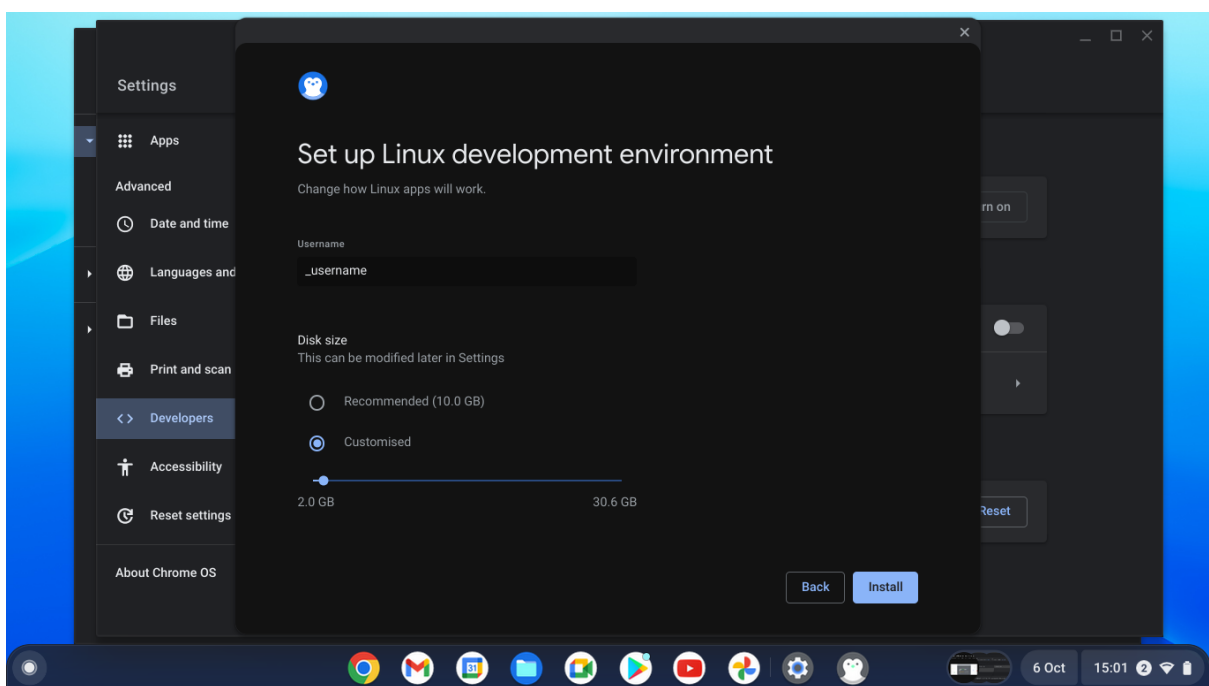 Settings
Apps
Advanced
Date and time
Languages and
Files
Print and scan
Developers
Accessibility
Reset settings
About Chrome OS
Set up Linux development environment
Change how Linux apps will work.
Username
_username
Disk size
This can be modified later in Settings
Recommended (10.0 GB)
Customised
2.0 GB 30.6 GB
Back Install
rn on
Reset
31
6 Oct 15:01 2